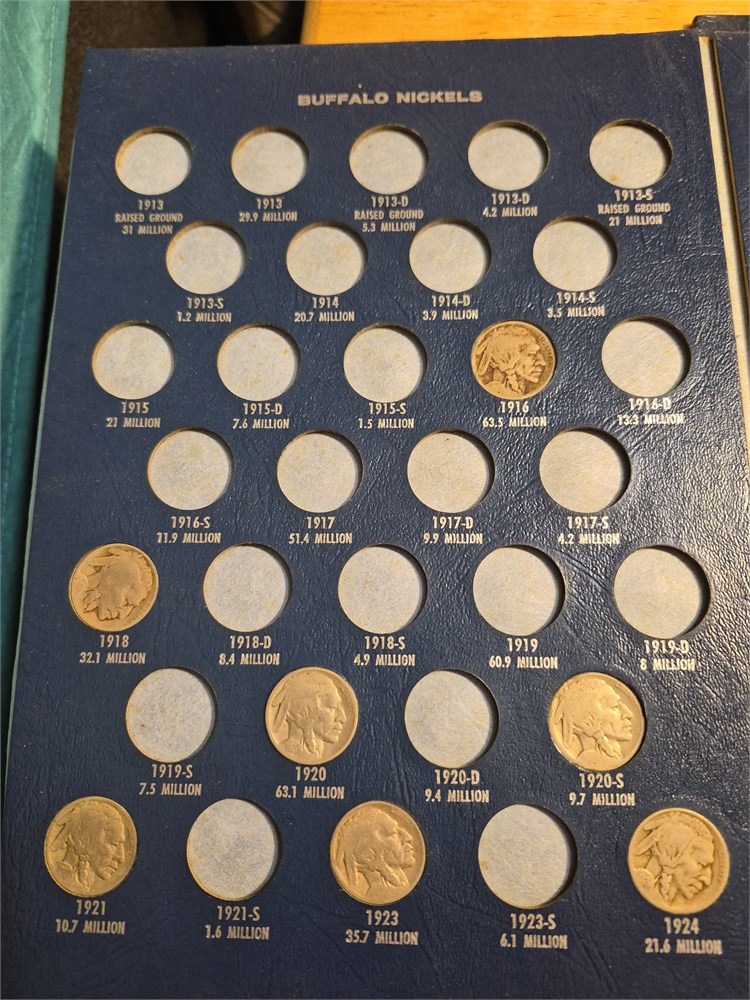 BUFFALO NICKELS
1913
RAISED GROUND
31 MILLION
1913
29.9 MILLION
1913-D
RAISED GROUND
5.3 MILLION
1913-D
4.2 MILLION
1913-S
RAISED GROUND
21 MILLION
1913-S
1.2 MILLION
1914
20.7 MILLION
1914-D
3.9 MILLION
1914-S
3.5 MILLION
1915
21 MILLION
1915-D
7.6 MILLION
1915-S
1.5 MILLION
1916
63.5 MILLION
1916-D
13.3 MILLION
1916-S
11.9 MILLION
1917
51.4 MILLION
1917-D
9.9 MILLION
1917-S
4.2 MILLION
1918
32.1 MILLION
1918-D
8.4 MILLION
1918-S
4.9 MILLION
1919
60.9 MILLION
1919-D
8 MILLION
1919-S
7.5 MILLION
1920
63.1 MILLION
1920-D
9.4 MILLION
1920-S
9.7 MILLION
1921
10.7 MILLION
1921-S
1.6 MILLION
1923
35.7 MILLION
1923-S
6.1 MILLION
1924
21.6 MILLION